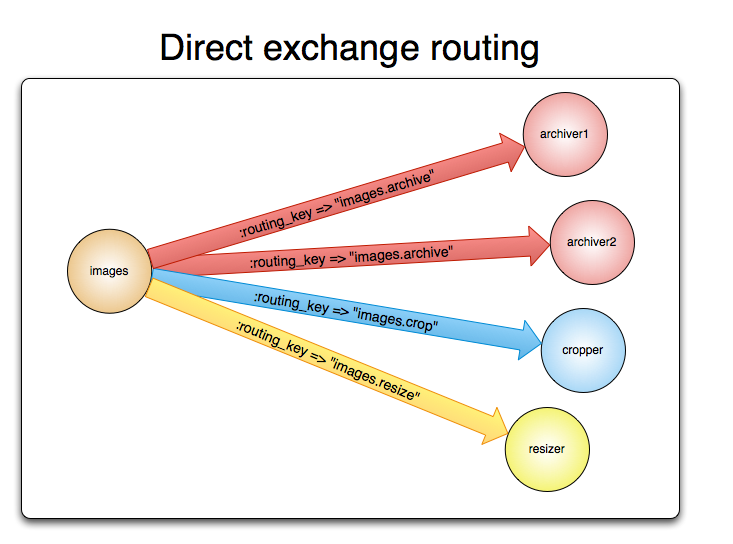 Direct exchange routing
archiver1
:routing_key => "images.archive"
archiver2
:routing_key => "images.archive"
images
:routing_key => "images.crop"
cropper
:routing_key => "images.resize"
resizer